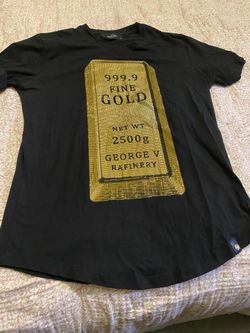 999.9
FINE
GOLD
NET WT
2500g
GEORGE V
RAFINERY